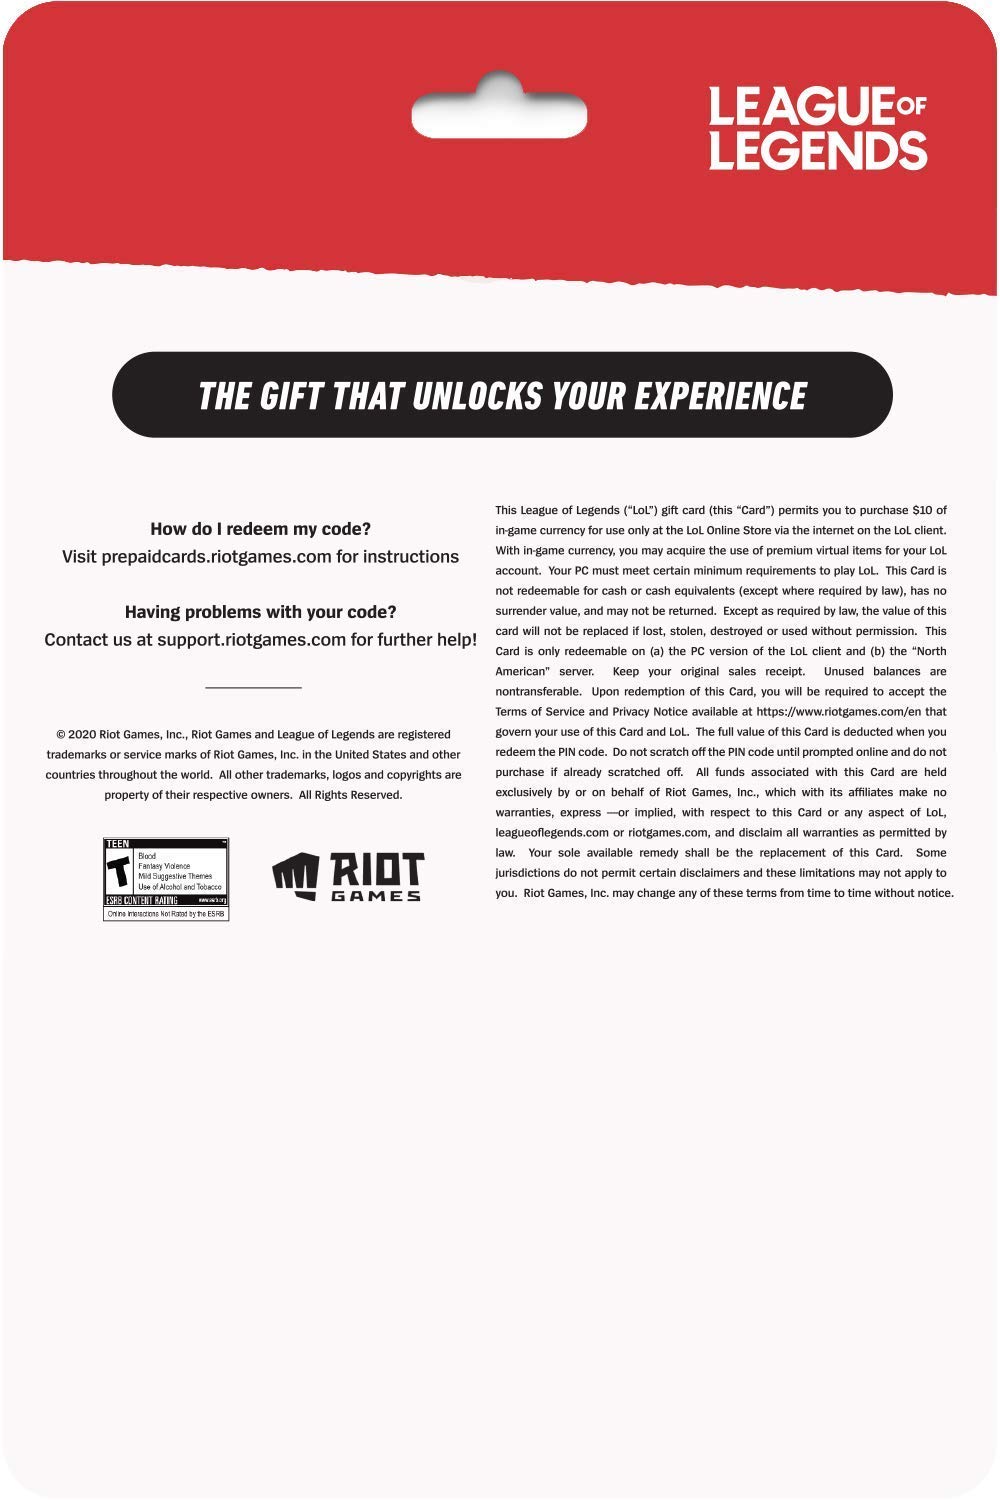 LEAGUE OF
LEGENDS
THE GIFT THAT UNLOCKS YOUR EXPERIENCE
How do I redeem my code?
Visit prepaidcards.riotgames.com for instructions
Having problems with your code?
Contact us at support.riotgames.com for further help!
© 2020 Riot Games, Inc., Riot Games and League of Legends are registered
trademarks or service marks of Riot Games, Inc. in the United States and other
countries throughout the world. All other trademarks, logos and copyrights are
property of their respective owners. All Rights Reserved.
TEEN
T
Blood
Fantasy Violence
Mild Suggestive Themes
Use of Alcohol and Tobacco
ESRB CONTENT RATING www.esrb.org
Online Interactions Not Rated by the ESRB
RIOT
GAMES
This League of Legends (“LoL”) gift card (this “Card”) permits you to purchase $10 of
in-game currency for use only at the LoL Online Store via the internet on the LoL client.
With in-game currency, you may acquire the use of premium virtual items for your LoL
account. Your PC must meet certain minimum requirements to play LoL. This Card is
not redeemable for cash or cash equivalents (except where required by law), has no
surrender value, and may not be returned. Except as required by law, the value of this
card will not be replaced if lost, stolen, destroyed or used without permission. This
Card is only redeemable on (a) the PC version of the LoL client and (b) the “North
American” server. Keep your original sales receipt. Unused balances are
nontransferable. Upon redemption of this Card, you will be required to accept the
Terms of Service and Privacy Notice available at https://www.riotgames.com/en that
govern your use of this Card and LoL. The full value of this Card is deducted when you
redeem the PIN code. Do not scratch off the PIN code until prompted online and do not
purchase if already scratched off. All funds associated with this Card are held
exclusively by or on behalf of Riot Games, Inc., which with its affiliates make no
warranties, express —or implied, with respect to this Card or any aspect of LoL,
leagueoflegends.com or riotgames.com, and disclaim all warranties as permitted by
law. Your sole available remedy shall be the replacement of this Card. Some
jurisdictions do not permit certain disclaimers and these limitations may not apply to
you. Riot Games, Inc. may change any of these terms from time to time without notice.